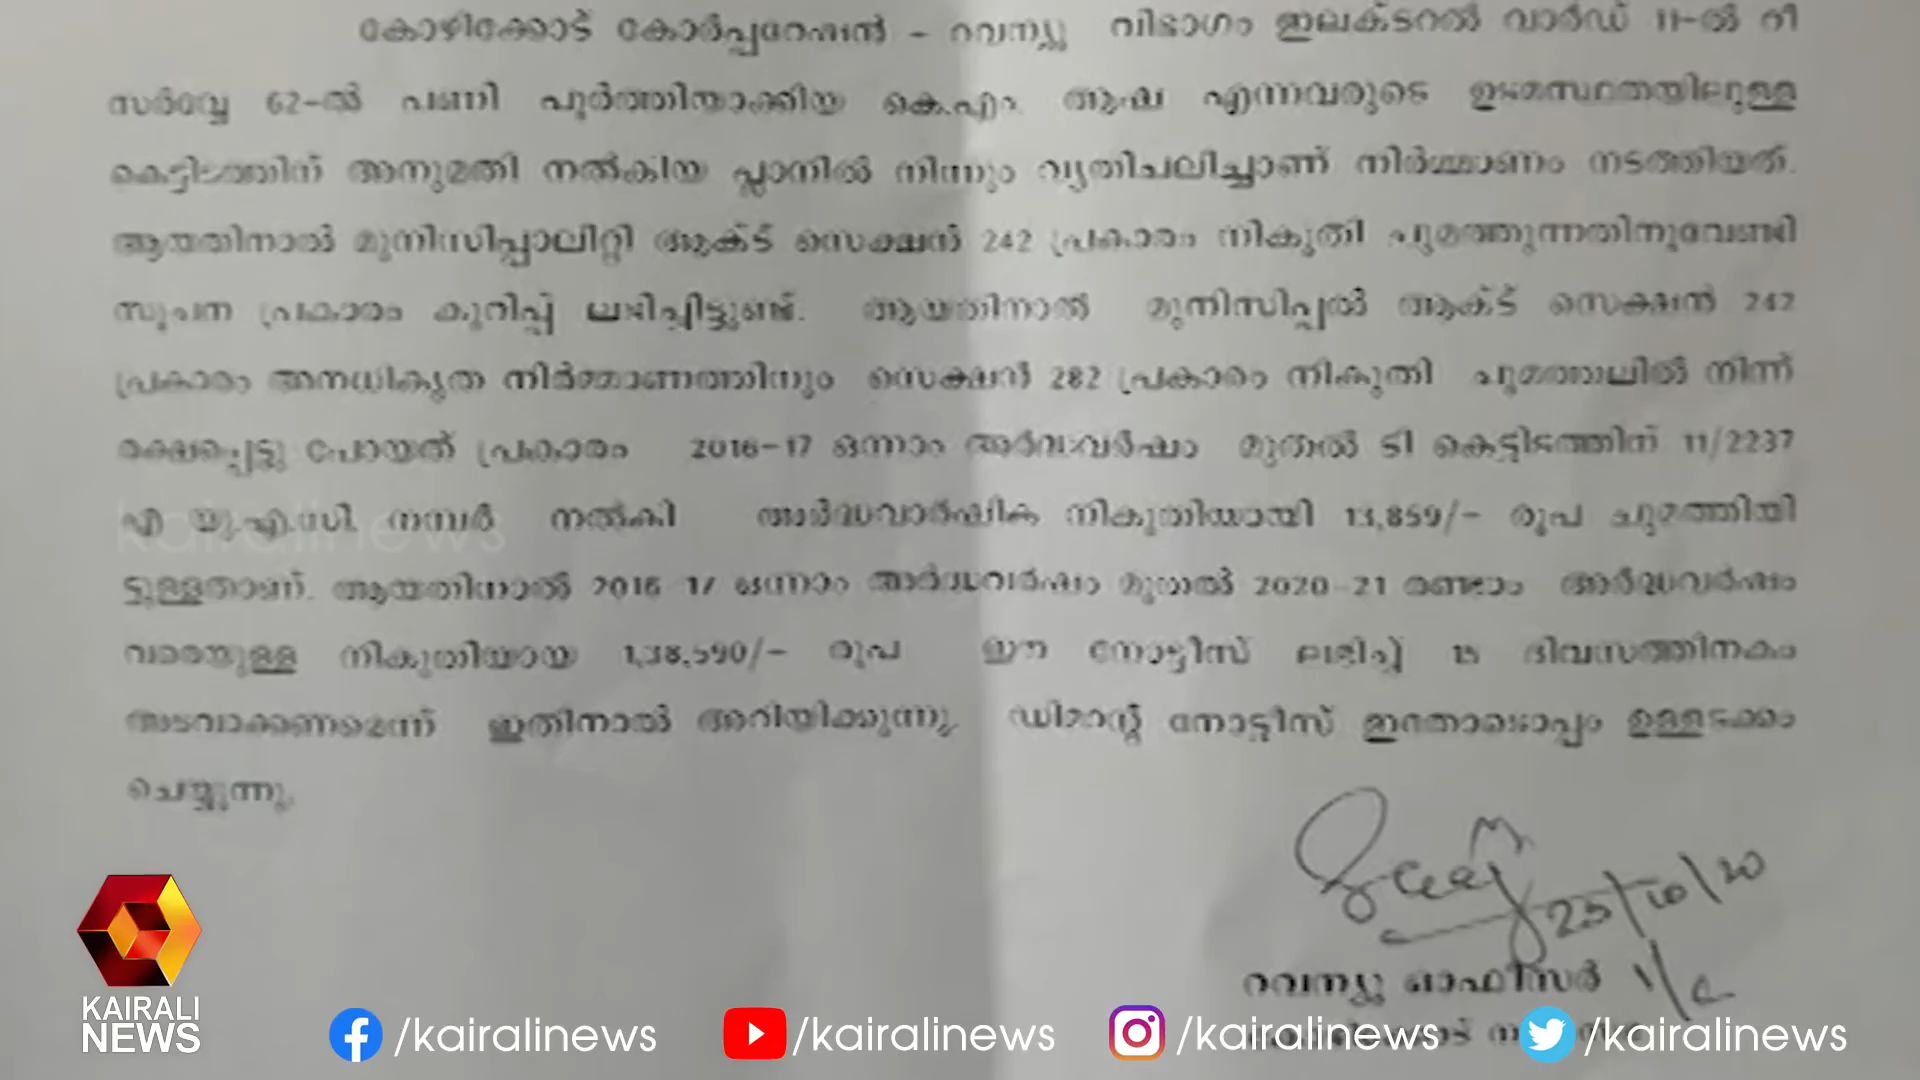 കോഴിക്കോട് കോർപ്പറേഷൻ - റവന്യൂ വിഭാഗം ഇലക്ടറൽ വാർഡ് 11-ൽ റീ
സർവ്വേ 62-ൽ പണി പൂർത്തിയാക്കിയ കെ.എം. ആഷ എന്നവരുടെ ഉടമസ്ഥതയിലുള്ള
കെട്ടിടത്തിന് അനുമതി നൽകിയ പ്ലാനിൽ നിന്നും വ്യതിചലിച്ചാണ് നിർമ്മാണം നടത്തിയത്.
ആയതിനാൽ മുനിസിപ്പാലിറ്റി ആക്ട് സെക്ഷൻ 242 പ്രകാരം നികുതി ചുമത്തുന്നതിനുവേണ്ടി
സൂചന പ്രകാരം കുറിപ്പ് ലഭിച്ചിട്ടുണ്ട്. ആയതിനാൽ മുനിസിപ്പൽ ആക്ട് സെക്ഷൻ 242
പ്രകാരം അനധികൃത നിർമ്മാണത്തിനും സെക്ഷൻ 282 പ്രകാരം നികുതി ചുമത്തലിൽ നിന്ന്
രക്ഷപ്പെട്ടു പോയത് പ്രകാരം 2016-17 ഒന്നാം അർദ്ധവർഷം മുതൽ ടി കെട്ടിടത്തിന് 11/2237
എ യു.എ.സി. നമ്പർ നൽകി അർദ്ധവാർഷിക നികുതിയായി 13,859/- രൂപ ചുമത്തിയി
ട്ടുള്ളതാണ്. ആയതിനാൽ 2016-17 ഒന്നാം അർദ്ധവർഷം മുതൽ 2020-21 രണ്ടാം അർദ്ധവർഷം
വരെയുള്ള നികുതിയായ 1,38,590/- രൂപ ഈ നോട്ടീസ് ലഭിച്ച് 15 ദിവസത്തിനകം
അടവാക്കണമെന്ന് ഇതിനാൽ അറിയിക്കുന്നു. ഡിമാന്റ് നോട്ടീസ് ഇതോടൊപ്പം ഉള്ളടക്കം
ചെയ്യുന്നു.
kairalinews
23/10/20
റവന്യൂ ഓഫീസർ
KAIRALI
NEWS
/kairalinews /kairalinews /kairalinews /kairalinews